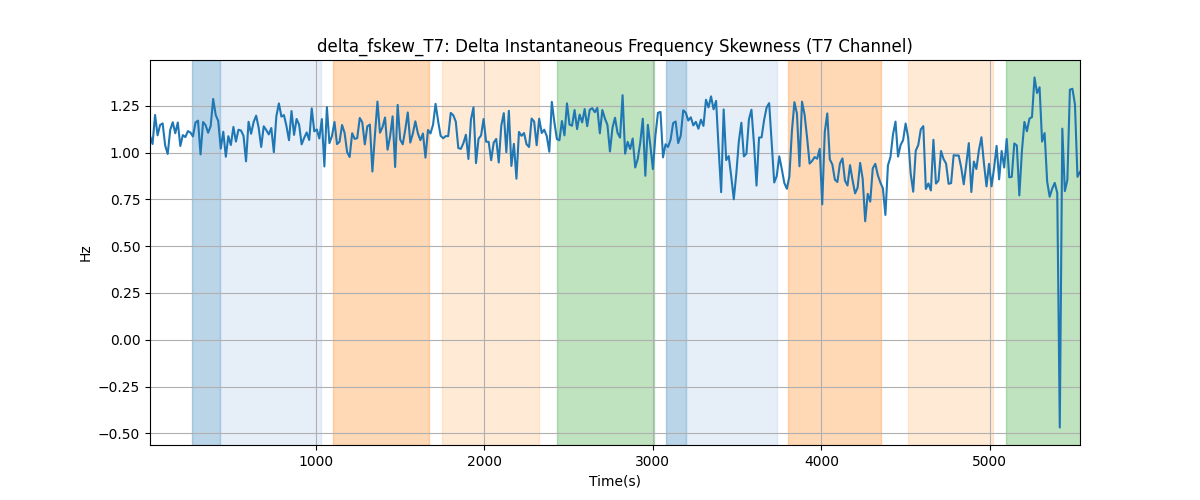 delta_fskew_T7: Delta Instantaneous Frequency Skewness (T7 Channel)
1.25
1.00
0.75
0.50
0.25
0.00
−0.25
−0.50
Hz
1000 2000 3000 4000 5000
Time(s)